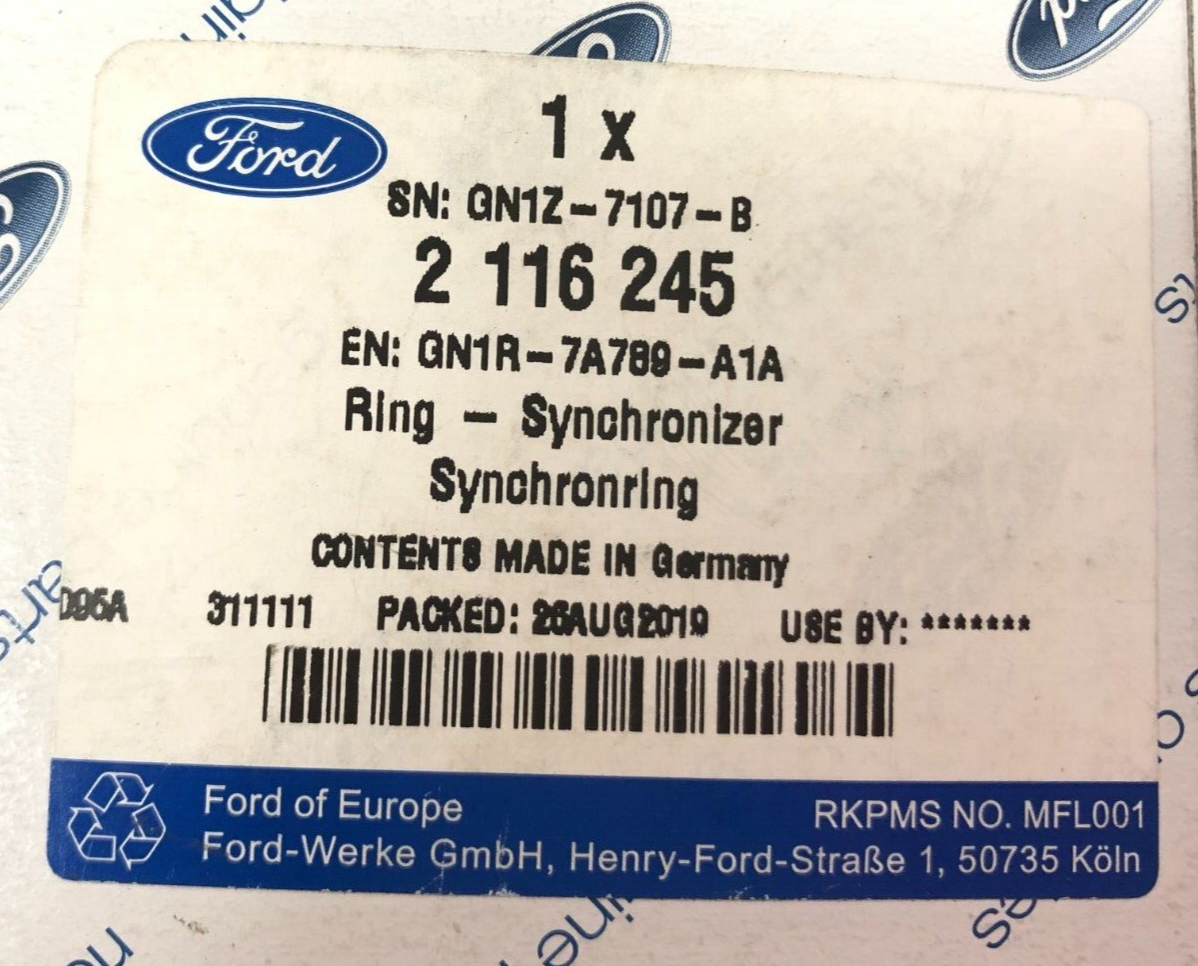 Ford
1 x
SN: GN1Z-7107-B
2 116 245
EN: GN1R-7A789-A1A
Ring - Synchronizer
Synchronring
CONTENTS MADE IN Germany
D95A 311111 PACKED: 26AUG2019 USE BY: *******
Ford of Europe RKPMS NO. MFL001
Ford-Werke GmbH, Henry-Ford-Straße 1, 50735 Köln